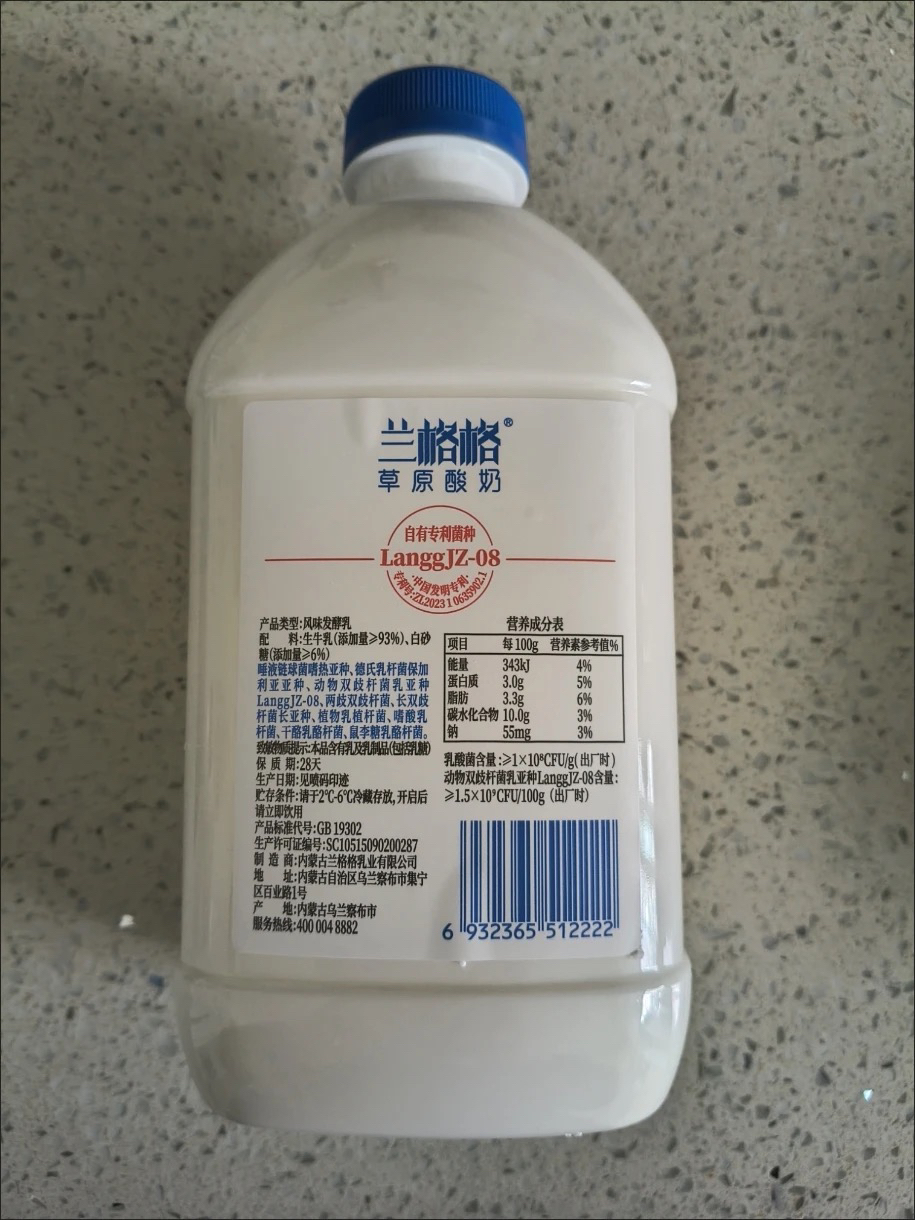 兰格格®
草原酸奶
自有专利菌种
LanggJZ-08
·中国发明专利·
专利号:ZL2023 1 0635902.1
产品类型:风味发酵乳
配 料:生牛乳(添加量≥93%)、白砂
糖(添加量≥6%)
唾液链球菌嗜热亚种、德氏乳杆菌保加
利亚亚种、动物双歧杆菌乳亚种
LanggJZ-08、两歧双歧杆菌、长双歧
杆菌长亚种、植物乳植杆菌、嗜酸乳
杆菌、干酪乳酪杆菌、鼠李糖乳酪杆菌。
致敏物质提示:本品含有乳及乳制品(包括乳糖)
保 质 期:28天
生产日期:见喷码印迹
贮存条件:请于2℃-6℃冷藏存放,开启后
请立即饮用
产品标准代号:GB 19302
生产许可证编号:SC10515090200287
制 造 商:内蒙古兰格格乳业有限公司
地 址:内蒙古自治区乌兰察布市集宁
区百业路1号
产 地:内蒙古乌兰察布市
服务热线:400 004 8882
营养成分表
项目 每100g 营养素参考值%
能量 343kJ 4%
蛋白质 3.0g 5%
脂肪 3.3g 6%
碳水化合物 10.0g 3%
钠 55mg 3%
乳酸菌含量:≥1×10⁸CFU/g(出厂时)
动物双歧杆菌乳亚种LanggJZ-08含量:
≥1.5×10⁹CFU/100g（出厂时）
6 932365 512222